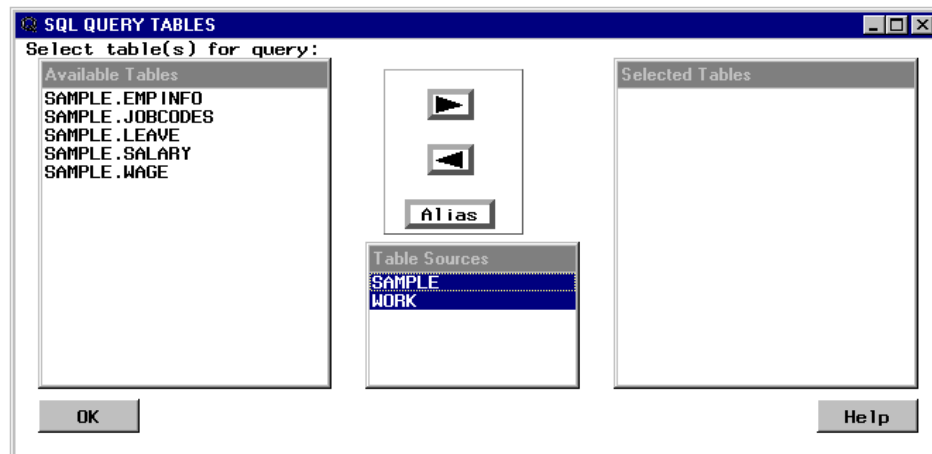 SQL QUERY TABLES
Select table(s) for query:
Available Tables
SAMPLE.EMPINFO
SAMPLE.JOBCODES
SAMPLE.LEAVE
SAMPLE.SALARY
SAMPLE.WAGE
Alias
Table Sources
SAMPLE
WORK
Selected Tables
OK
Help